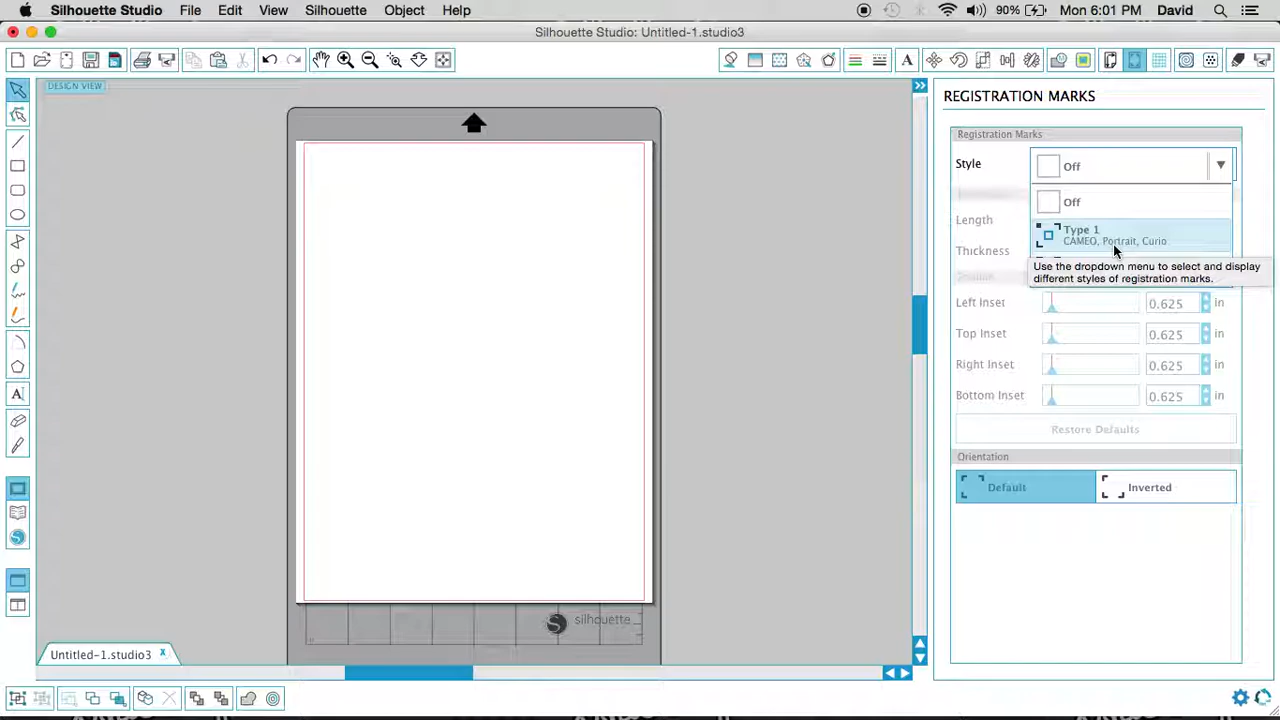 Silhouette Studio File Edit View Silhouette Object Help 90% Mon 6:01 PM David
Silhouette Studio: Untitled-1.studio3
DESIGN VIEW
REGISTRATION MARKS
Registration Marks
Style Off
Off
Type 1
CAMEO, Portrait, Curio
Length
Thickness
Use the dropdown menu to select and display
different styles of registration marks.
Left Inset 0.625 in
Top Inset 0.625 in
Right Inset 0.625 in
Bottom Inset 0.625 in
Restore Defaults
Orientation
Default Inverted
silhouette
Untitled-1.studio3 x